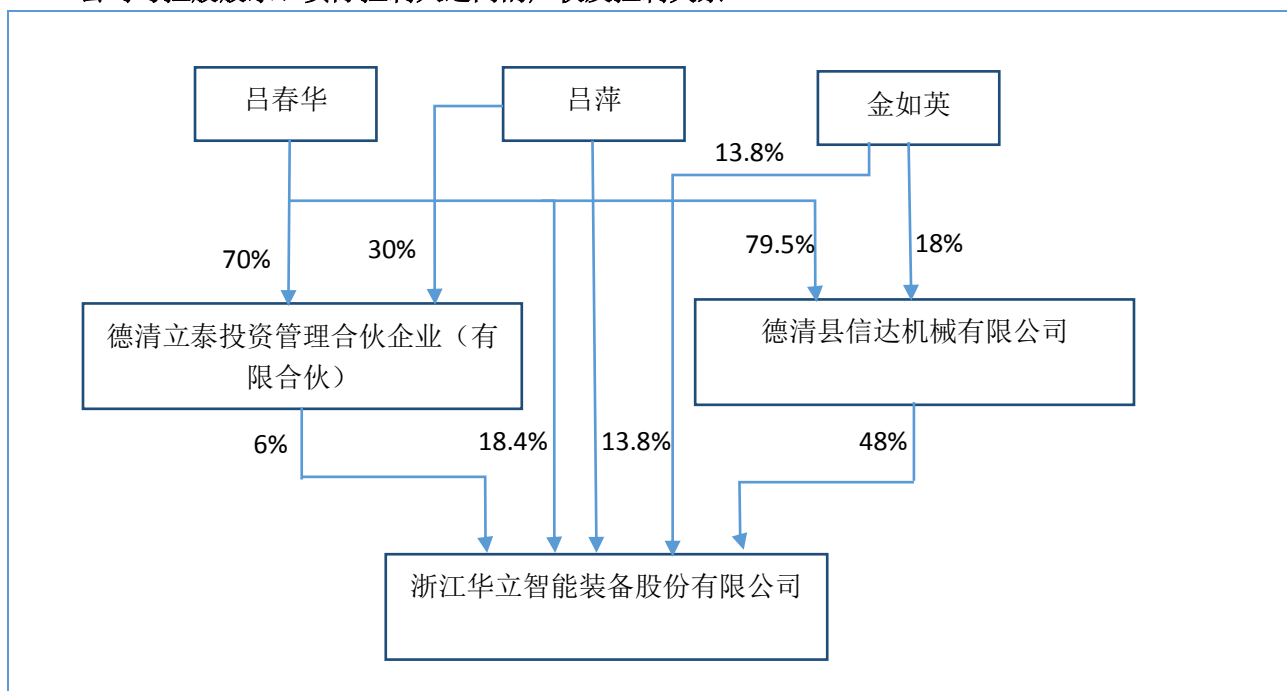 吕春华
吕萍
金如英
13.8%
70%
30%
79.5%
18%
德清立泰投资管理合伙企业（有
限合伙）
德清县信达机械有限公司
6%
18.4%
13.8%
48%
浙江华立智能装备股份有限公司